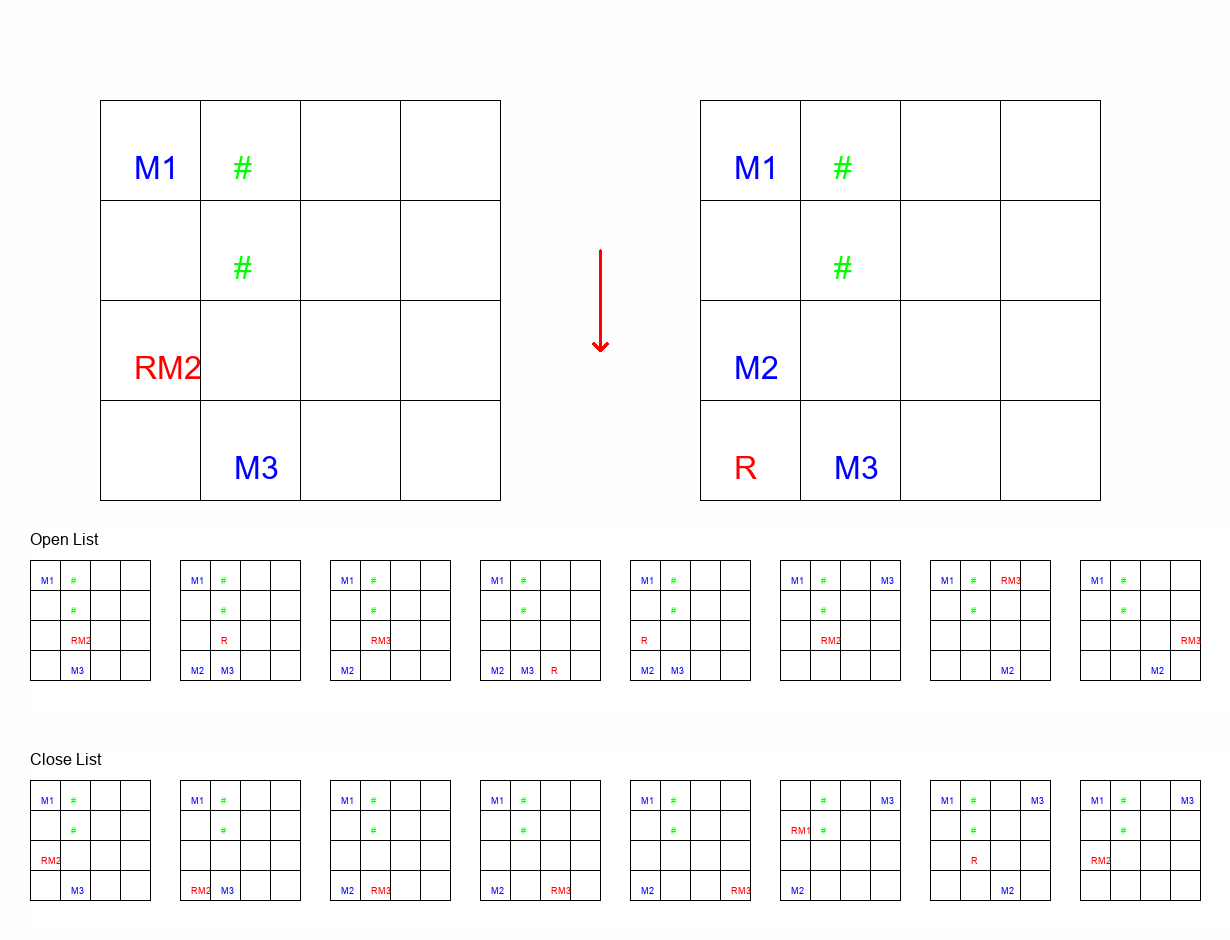 M1 # M1 #
# #
RM2 M2
M3 R M3
Open List
M1 # M1 # M1 # M1 # M1 # M1 # M3 M1 # RM3 M1 #
# # # # # # # #
RM2 R RM3 R RM2 RM3
M3 M2 M3 M2 M2 M3 R M2 M3 M2 M2
Close List
M1 # M1 # M1 # M1 # M1 # # M3 M1 # M3 M1 # M3
# # # # # RM1 # # #
RM2 R RM2
M3 RM2 M3 M2 RM3 M2 RM3 M2 RM3 M2 M2